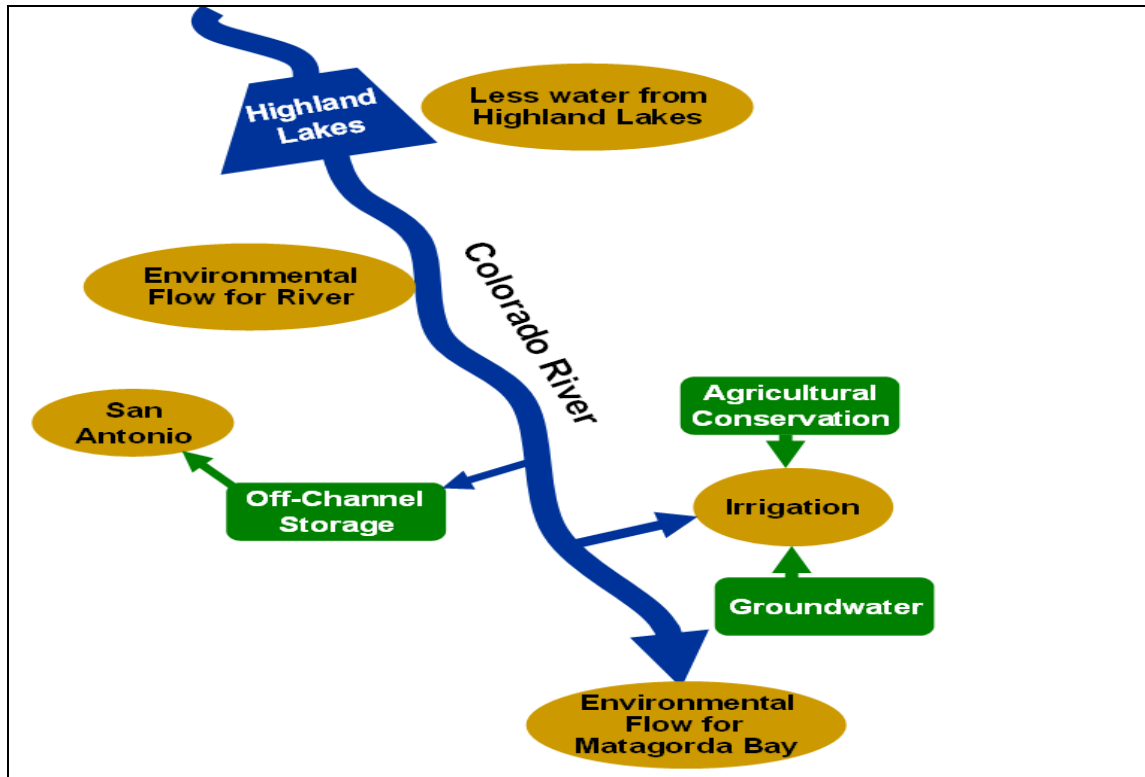 Highland
Lakes
Less water from
Highland Lakes
Environmental
Flow for River
Colorado River
San
Antonio
Off-Channel
Storage
Agricultural
Conservation
Irrigation
Groundwater
Environmental
Flow for
Matagorda Bay